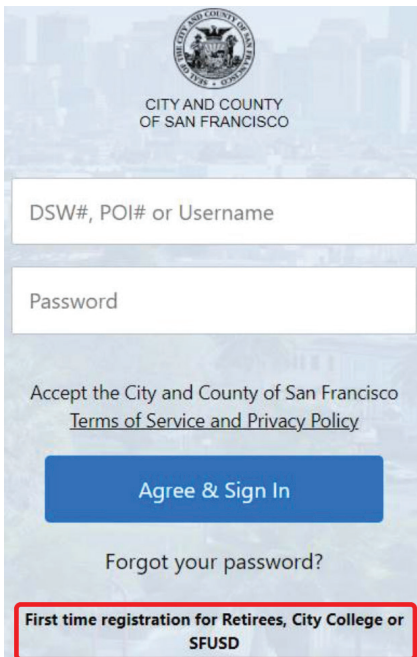 CITY AND COUNTY
OF SAN FRANCISCO
DSW#, POI# or Username
Password
Accept the City and County of San Francisco
Terms of Service and Privacy Policy
Agree & Sign In
Forgot your password?
First time registration for Retirees, City College or
SFUSD